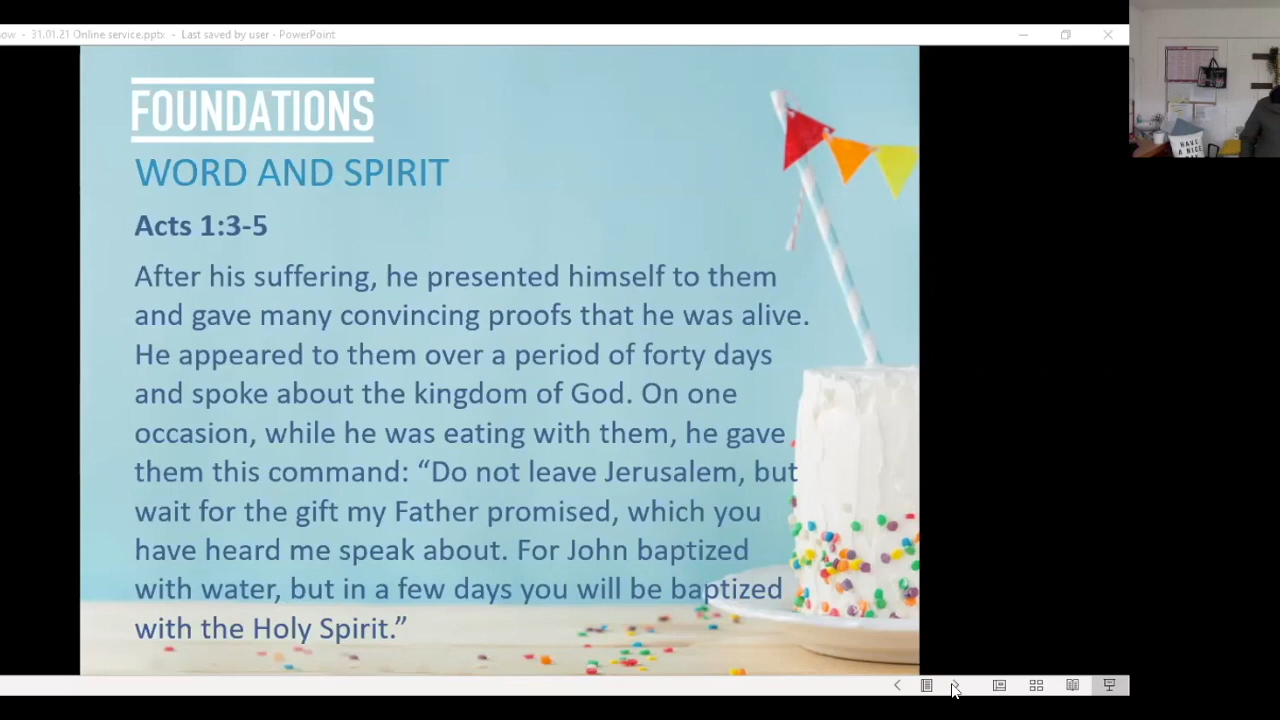 ow - 31.01.21 Online service.pptx - Last saved by user - PowerPoint
FOUNDATIONS
WORD AND SPIRIT
Acts 1:3-5
After his suffering, he presented himself to them
and gave many convincing proofs that he was alive.
He appeared to them over a period of forty days
and spoke about the kingdom of God. On one
occasion, while he was eating with them, he gave
them this command: “Do not leave Jerusalem, but
wait for the gift my Father promised, which you
have heard me speak about. For John baptized
with water, but in a few days you will be baptized
with the Holy Spirit.”
HAVE
A NICE